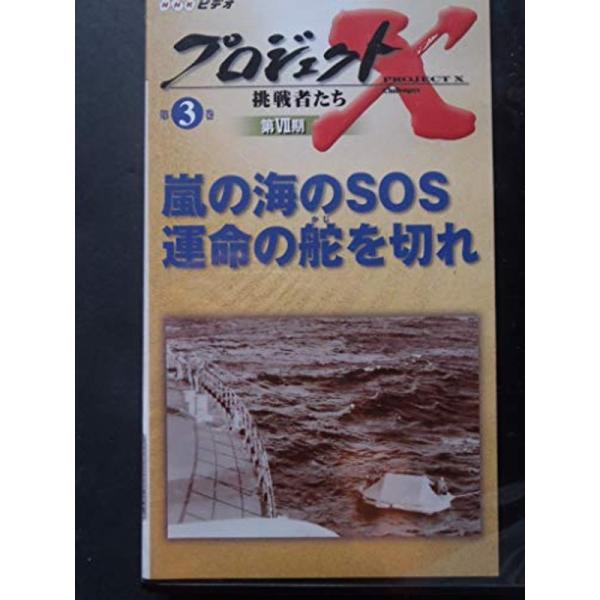 NHKビデオ
プロジェクトX
PROJECT X
Challengers
挑戦者たち
第3巻
第Ⅶ期
嵐の海のSOS
かじ
運命の舵を切れ